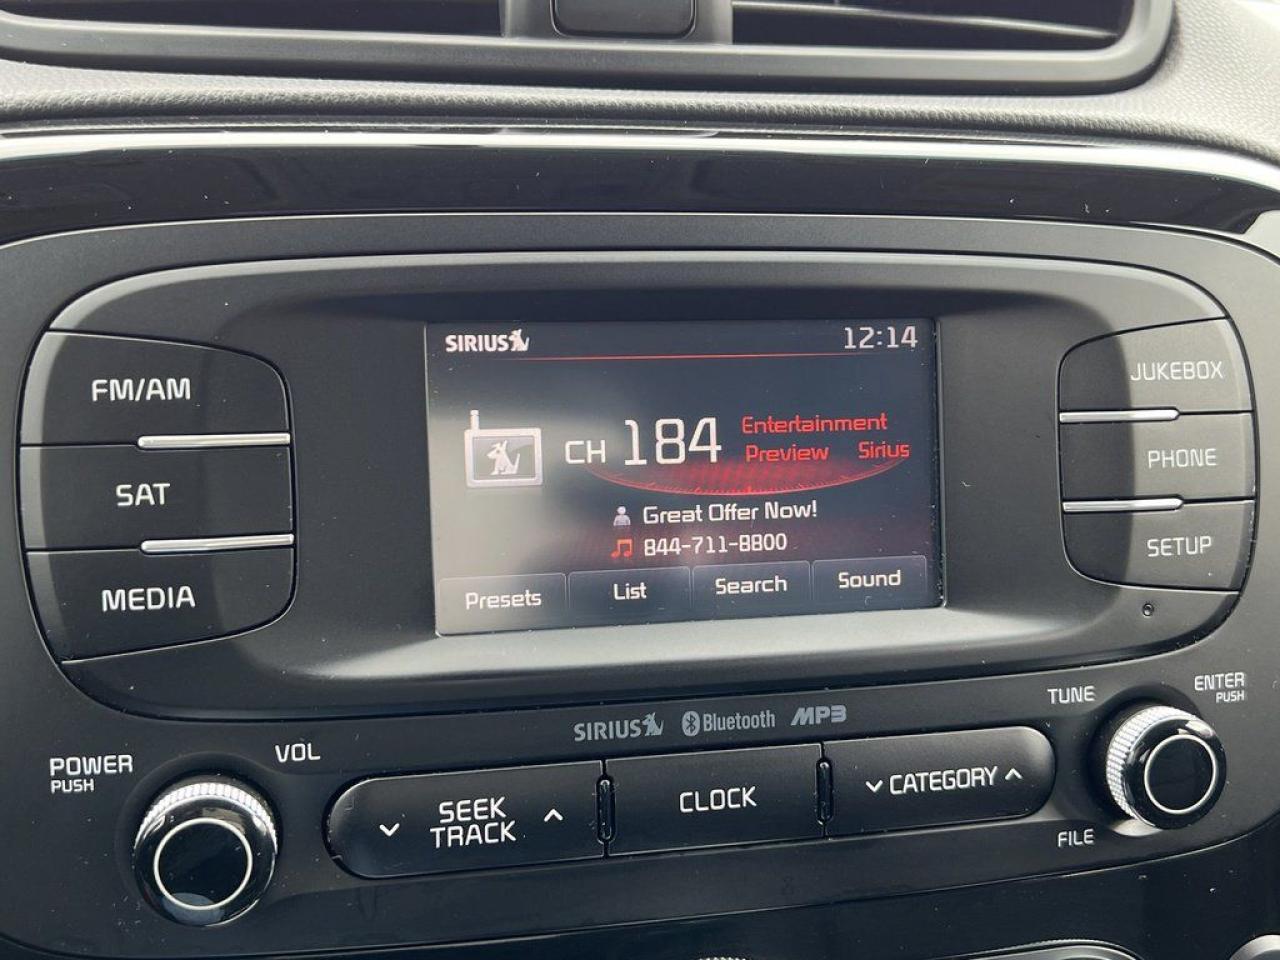 SIRIUS
12:14
CH 184
Entertainment
Preview Sirius
Great Offer Now!
844-711-8800
Presets
List
Search
Sound
FM/AM
SAT
MEDIA
JUKEBOX
PHONE
SETUP
SIRIUS Bluetooth MP3
POWER
PUSH
VOL
SEEK
TRACK
CLOCK
CATEGORY
TUNE
ENTER
PUSH
FILE